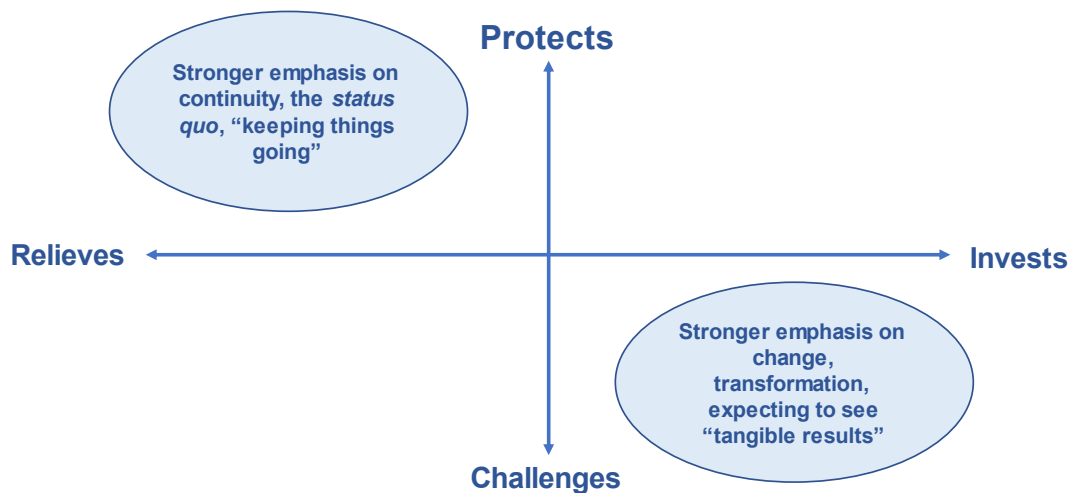 Protects
Stronger emphasis on
continuity, the status
quo, “keeping things
going”
Relieves
Invests
Stronger emphasis on
change,
transformation,
expecting to see
“tangible results”
Challenges